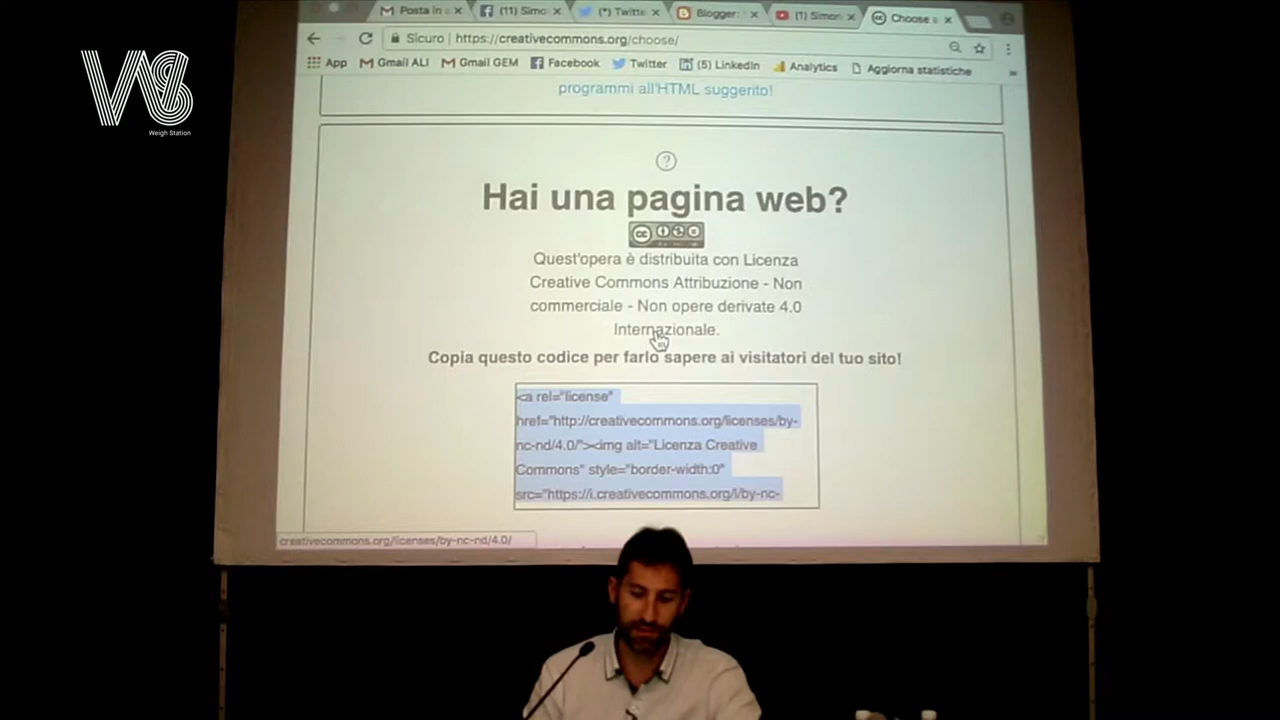 WS
Weigh Station
Posta in
(11) Simo
(*) Twitte
Blogger:
(1) Simon
Choose
Sicuro | https://creativecommons.org/choose/
App Gmail ALI Gmail GEM Facebook Twitter (5) LinkedIn Analytics Aggiorna statistiche »
programmi all'HTML suggerito!
?
Hai una pagina web?
cc
Quest'opera è distribuita con Licenza
Creative Commons Attribuzione - Non
commerciale - Non opere derivate 4.0
Internazionale.
Copia questo codice per farlo sapere ai visitatori del tuo sito!
<a rel="license"
href="http://creativecommons.org/licenses/by-
nc-nd/4.0/"><img alt="Licenza Creative
Commons" style="border-width:0"
src="https://i.creativecommons.org/l/by-nc-
creativecommons.org/licenses/by-nc-nd/4.0/